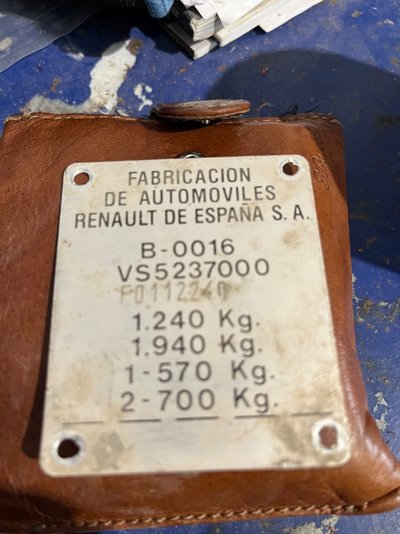 FABRICACION
DE AUTOMOVILES
RENAULT DE ESPAÑA S. A.
B-0016
VS5237000
F0112240
1.240 Kg.
1.940 Kg.
1-570 Kg.
2-700 Kg.